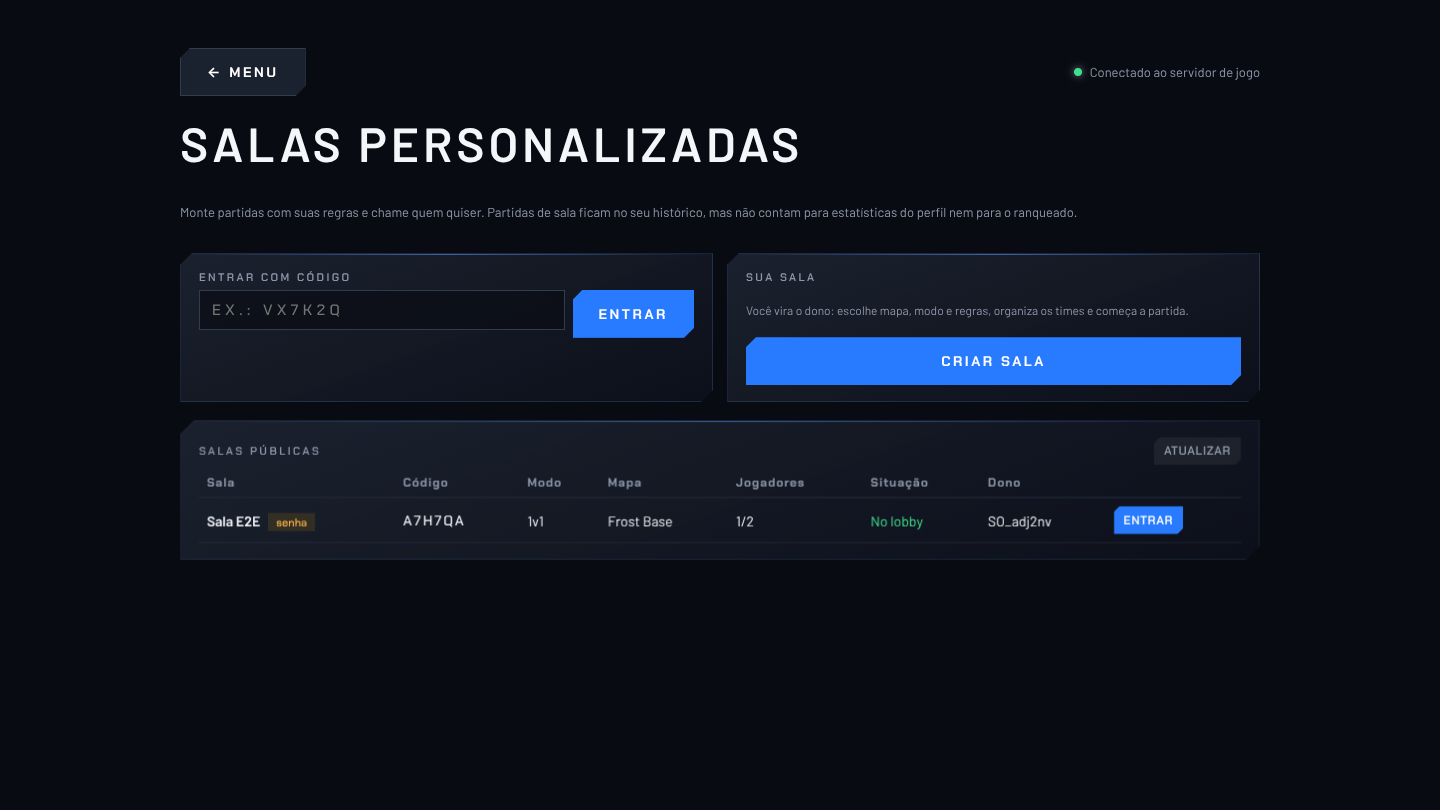 ← MENU
Conectado ao servidor de jogo
SALAS PERSONALIZADAS
Monte partidas com suas regras e chame quem quiser. Partidas de sala ficam no seu histórico, mas não contam para estatísticas do perfil nem para o ranqueado.
ENTRAR COM CÓDIGO
EX.: VX7K2Q
ENTRAR
SUA SALA
Você vira o dono: escolhe mapa, modo e regras, organiza os times e começa a partida.
CRIAR SALA
SALAS PÚBLICAS
ATUALIZAR
Sala Código Modo Mapa Jogadores Situação Dono
Sala E2E senha A7H7QA 1v1 Frost Base 1/2 No lobby SO_adj2nv ENTRAR